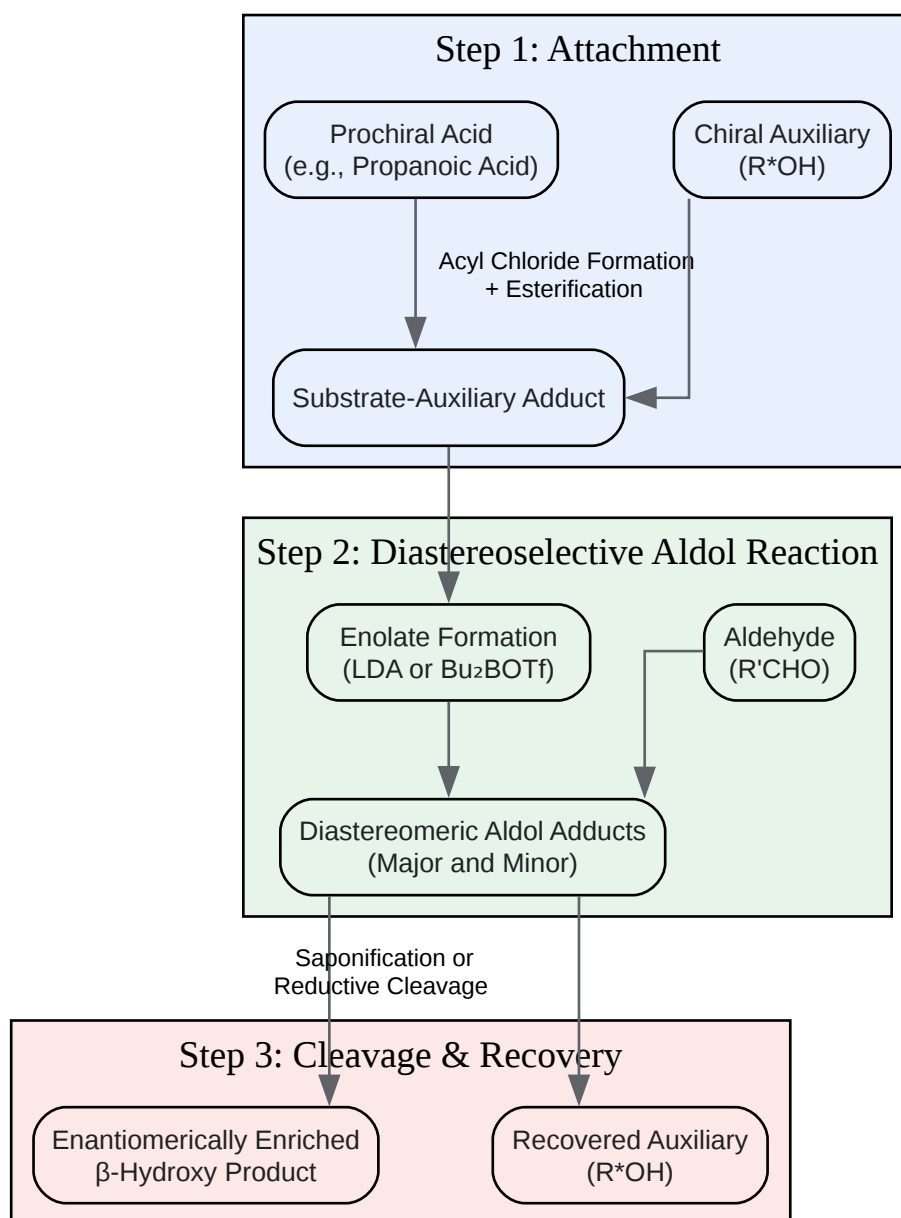 Step 1: Attachment
Prochiral Acid
(e.g., Propanoic Acid)
Chiral Auxiliary
(R*OH)
Acyl Chloride Formation
+ Esterification
Substrate-Auxiliary Adduct
Step 2: Diastereoselective Aldol Reaction
Enolate Formation
(LDA or Bu₂BOTf)
Aldehyde
(R'CHO)
Diastereomeric Aldol Adducts
(Major and Minor)
Saponification or
Reductive Cleavage
Step 3: Cleavage & Recovery
Enantiomerically Enriched
β-Hydroxy Product
Recovered Auxiliary
(R*OH)